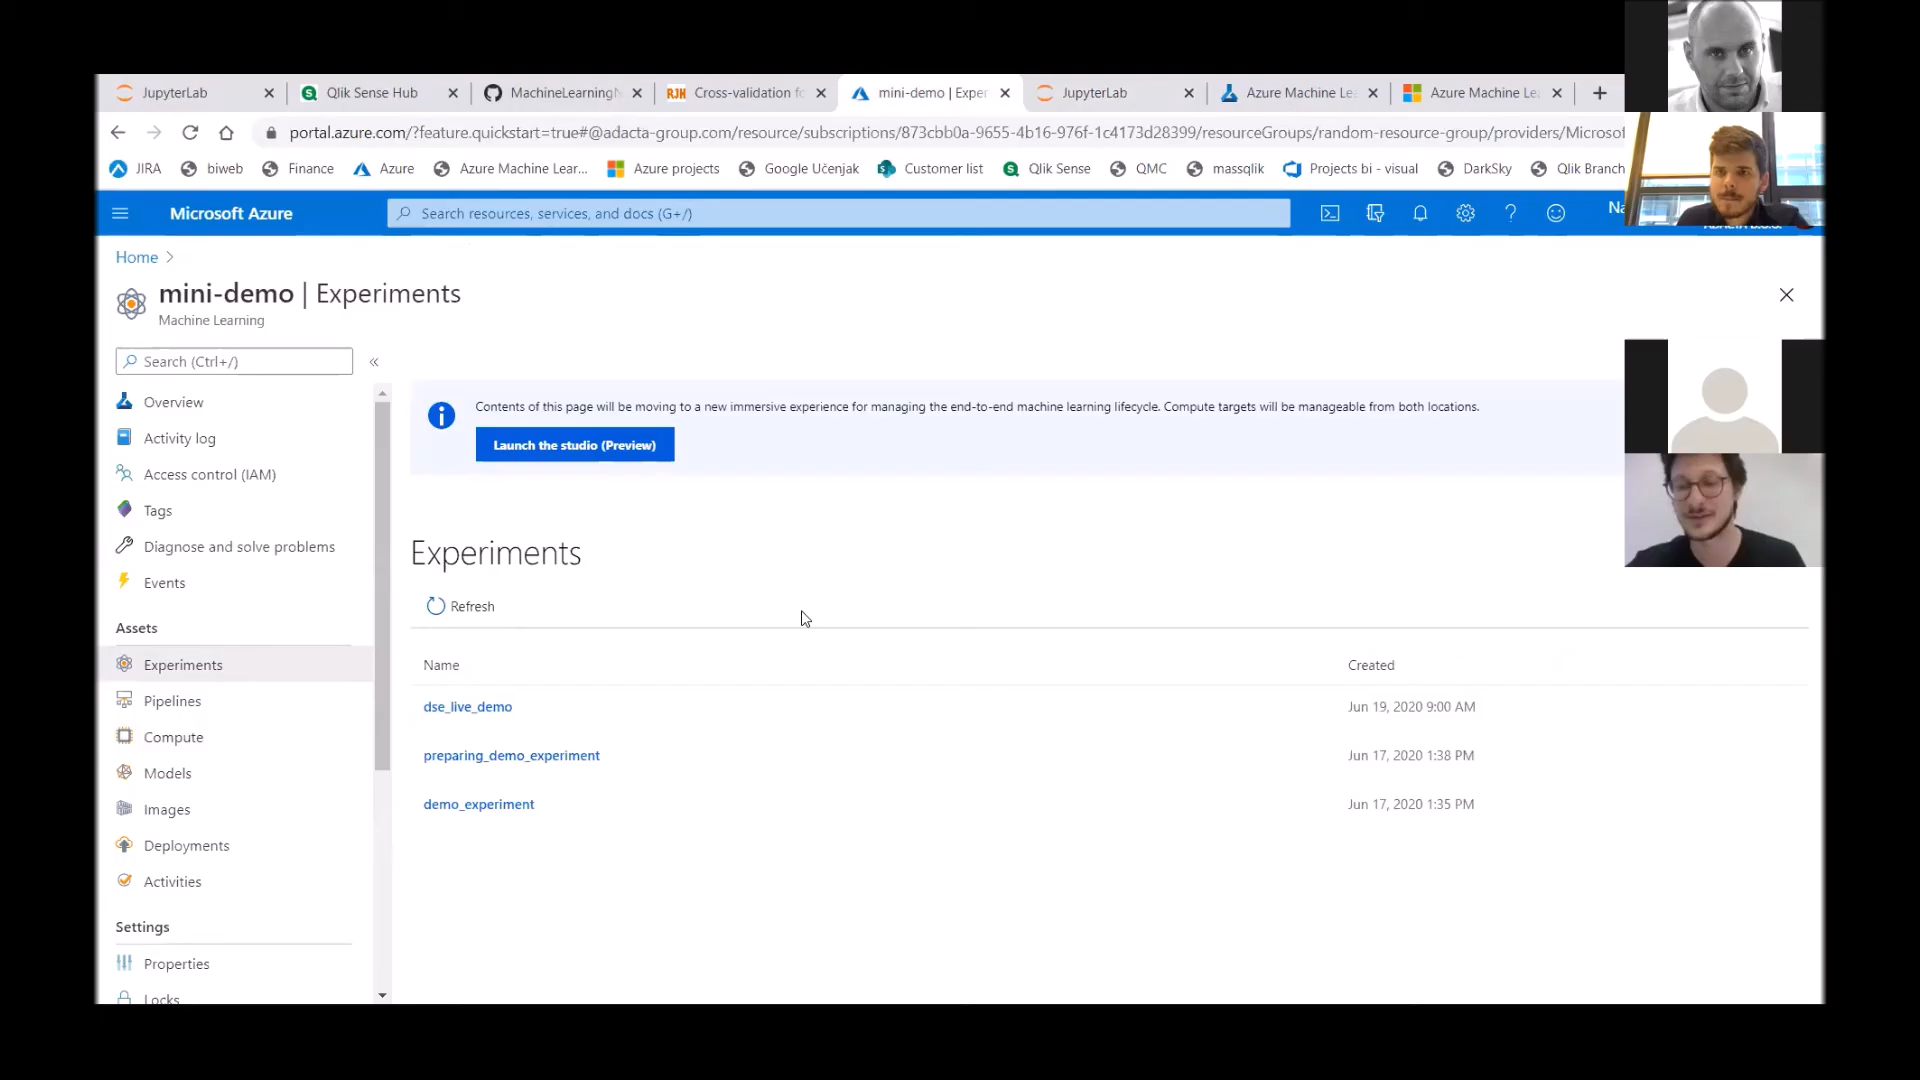 JupyterLab
Qlik Sense Hub
MachineLearningN
Cross-validation fo
mini-demo | Exper
JupyterLab
Azure Machine Le
Azure Machine Le
portal.azure.com/?feature.quickstart=true#@adacta-group.com/resource/subscriptions/873cbb0a-9655-4b16-976f-1c4173d28399/resourceGroups/random-resource-group/providers/Microsof
JIRA
biweb
Finance
Azure
Azure Machine Lear...
Azure projects
Google Učenjak
Customer list
Qlik Sense
QMC
massqlik
Projects bi - visual
DarkSky
Qlik Branch
Microsoft Azure
Search resources, services, and docs (G+/)
Home
mini-demo | Experiments
Machine Learning
Search (Ctrl+/)
Overview
Activity log
Access control (IAM)
Tags
Diagnose and solve problems
Events
Assets
Experiments
Pipelines
Compute
Models
Images
Deployments
Activities
Settings
Properties
Locks
Contents of this page will be moving to a new immersive experience for managing the end-to-end machine learning lifecycle. Compute targets will be manageable from both locations.
Launch the studio (Preview)
Experiments
Refresh
Name Created
dse_live_demo Jun 19, 2020 9:00 AM
preparing_demo_experiment Jun 17, 2020 1:38 PM
demo_experiment Jun 17, 2020 1:35 PM